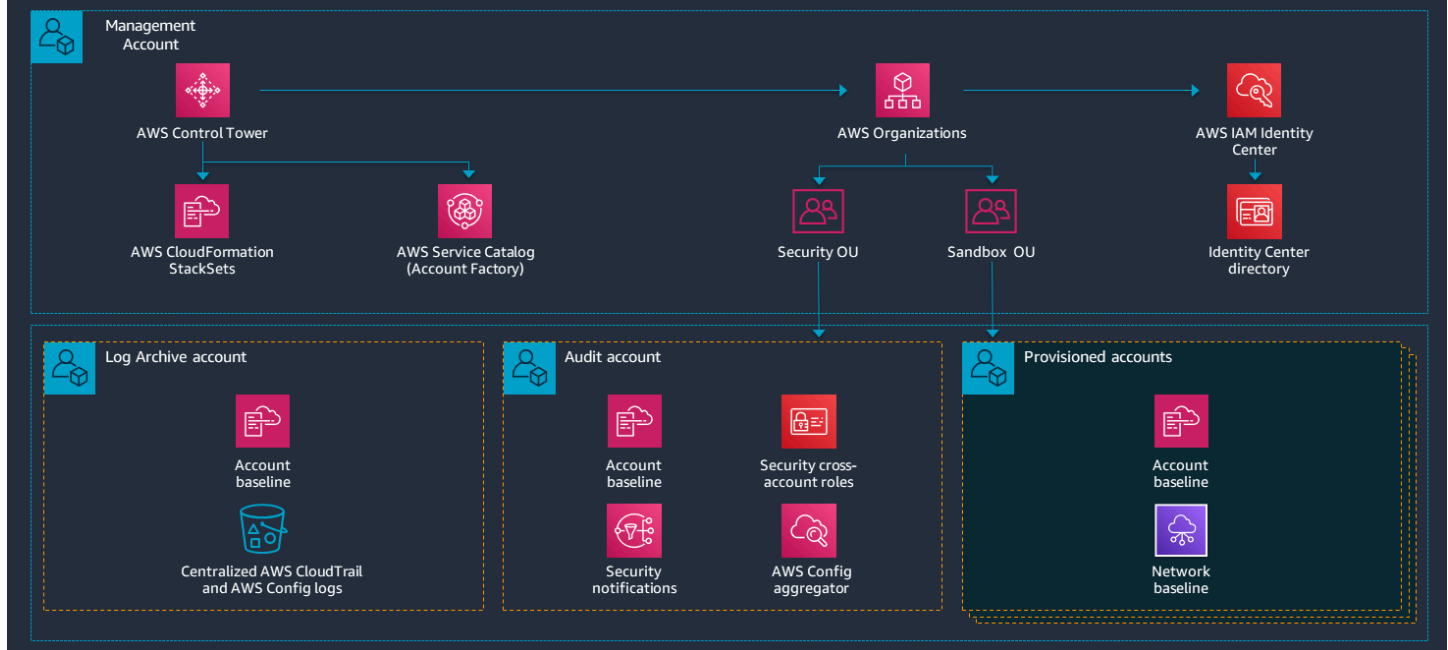 Management
Account
AWS Control Tower
AWS Organizations
AWS IAM Identity
Center
AWS CloudFormation
StackSets
AWS Service Catalog
(Account Factory)
Security OU
Sandbox OU
Identity Center
directory
Log Archive account
Account
baseline
Centralized AWS CloudTrail
and AWS Config logs
Audit account
Account
baseline
Security cross-
account roles
Security
notifications
AWS Config
aggregator
Provisioned accounts
Account
baseline
Network
baseline